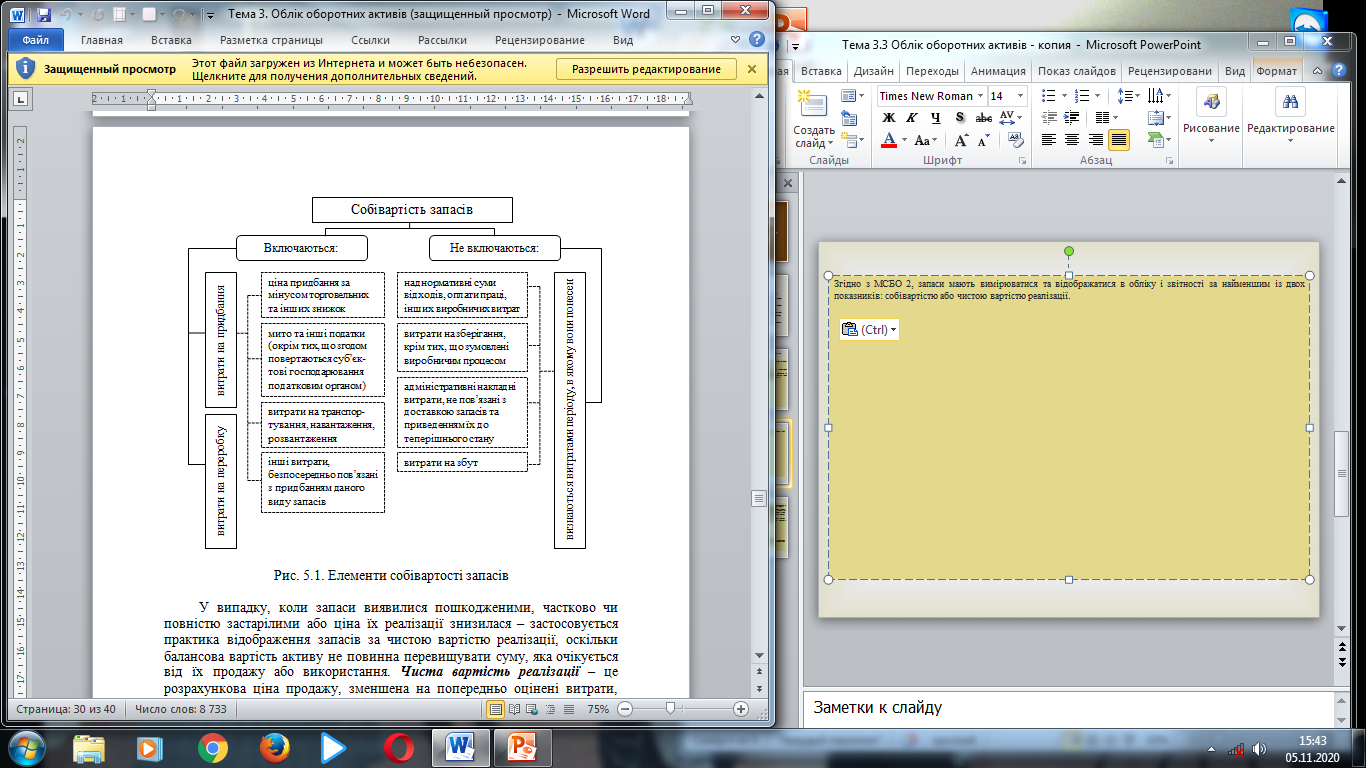 Тема 3. Облік оборотних активів (защищенный просмотр) - Microsoft Word
Файл
Главная
Вставка
Разметка страницы
Ссылки
Рассылки
Рецензирование
Вид
Защищенный просмотр
Этот файл загружен из Интернета и может быть небезопасен.
Щелкните для получения дополнительных сведений.
Разрешить редактирование
Собівартість запасів
Включаються:
Не включаються:
витрати на придбання
витрати на переробку
ціна придбання за
мінусом торговельних
та інших знижок
мито та інші податки
(окрім тих, що згодом
повертаються суб'єк-
тові господарювання
податковим органом)
витрати на транспор-
тування, навантаження,
розвантаження
інші витрати,
безпосередньо пов'язані
з придбанням даного
виду запасів
наднормативні суми
відходів, оплати праці,
інших виробничих витрат
витрати на зберігання,
крім тих, що зумовлені
виробничим процесом
адміністративні накладні
витрати, не пов'язані з
доставкою запасів та
приведенням їх до
теперішнього стану
витрати на збут
визнаються витратами періоду, в якому вони понесен
Рис. 5.1. Елементи собівартості запасів
У випадку, коли запаси виявилися пошкодженими, частково чи
повністю застарілими або ціна їх реалізації знизилася – застосовується
практика відображення запасів за чистою вартістю реалізації, оскільки
балансова вартість активу не повинна перевищувати суму, яка очікується
від їх продажу або використання. Чиста вартість реалізації – це
розрахункова ціна продажу, зменшена на попередньо оцінені витрати,
Страница: 30 из 40
Число слов: 8 733
75%
Тема 3.3 Облік оборотних активів - копия - Microsoft PowerPoint
Вставка
Дизайн
Переходы
Анимация
Показ слайдов
Рецензировани
Вид
Формат
Создать
слайд
Слайды
Times New Roman
14
Ж К Ч S abc AV
А Aa A A
Шрифт
Абзац
Рисование
Редактирование
Згідно з МСБО 2, запаси мають вимірюватися та відображатися в обліку і звітності за найменшим із двох
показників: собівартістю або чистою вартістю реалізації.
(Ctrl)
Заметки к слайду
15:43
05.11.2020